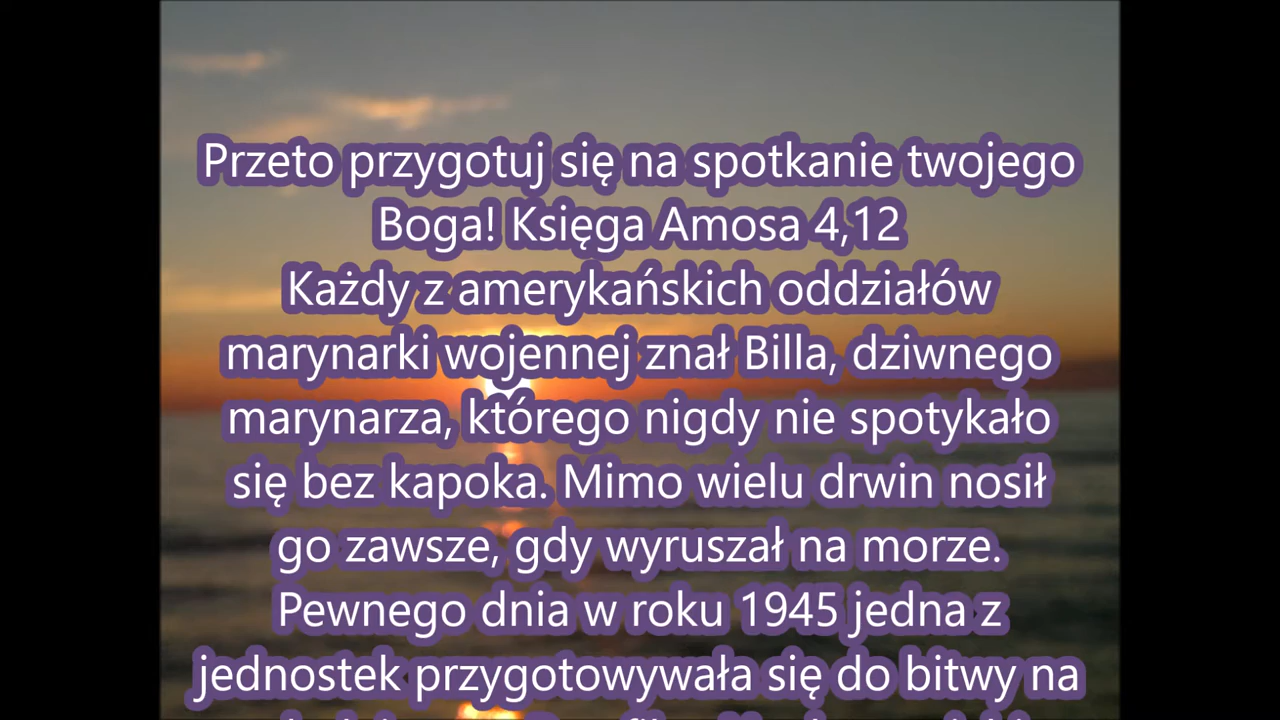 Przeto przygotuj się na spotkanie twojego
Boga! Księga Amosa 4,12
Każdy z amerykańskich oddziałów
marynarki wojennej znał Billa, dziwnego
marynarza, którego nigdy nie spotykało
się bez kapoka. Mimo wielu drwin nosił
go zawsze, gdy wyruszał na morze.
Pewnego dnia w roku 1945 jedna z
jednostek przygotowywała się do bitwy na